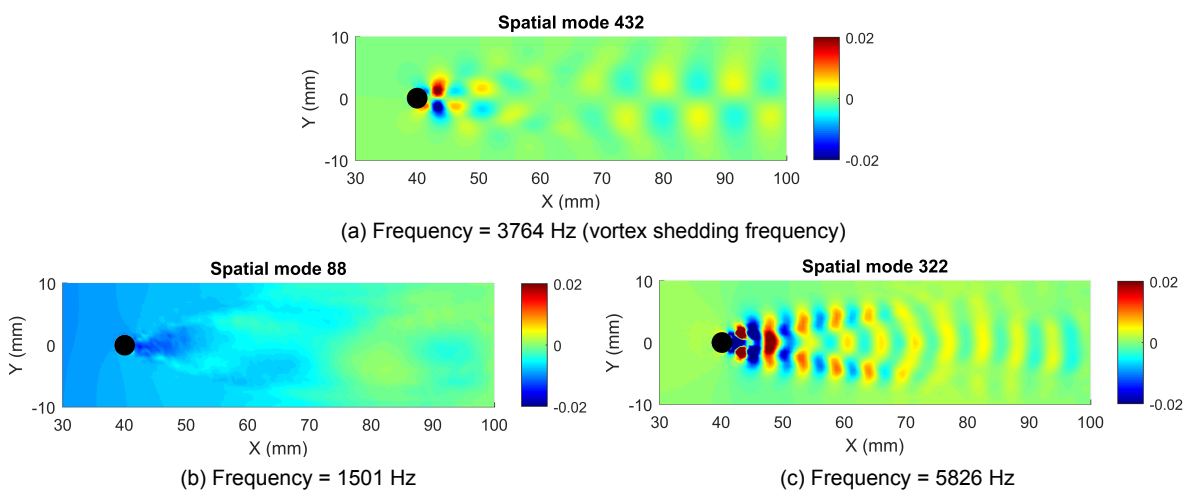 Spatial mode 432
10
0
-10
Y (mm)
30 40 50 60 70 80 90 100
X (mm)
0.02
0
-0.02
(a) Frequency = 3764 Hz (vortex shedding frequency)
Spatial mode 88
10
0
-10
Y (mm)
30 40 50 60 70 80 90 100
X (mm)
0.02
0
-0.02
(b) Frequency = 1501 Hz
Spatial mode 322
10
0
-10
Y (mm)
30 40 50 60 70 80 90 100
X (mm)
0.02
0
-0.02
(c) Frequency = 5826 Hz